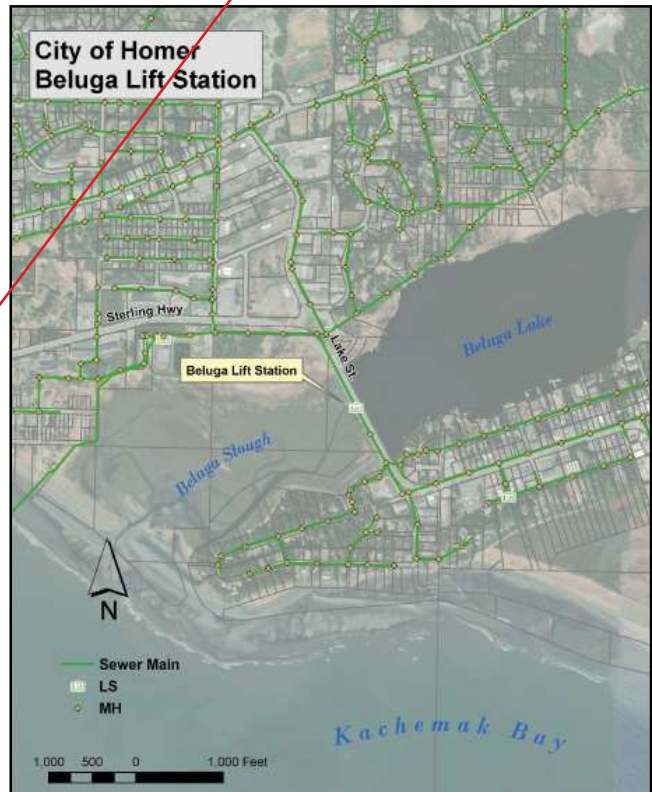 City of Homer
Beluga Lift Station
Sterling Hwy
Lake St.
Beluga Lake
Beluga Lift Station
Beluga Slough
N
Sewer Main
LS
MH
Kachemak Bay
1,000 500 0 1,000 Feet